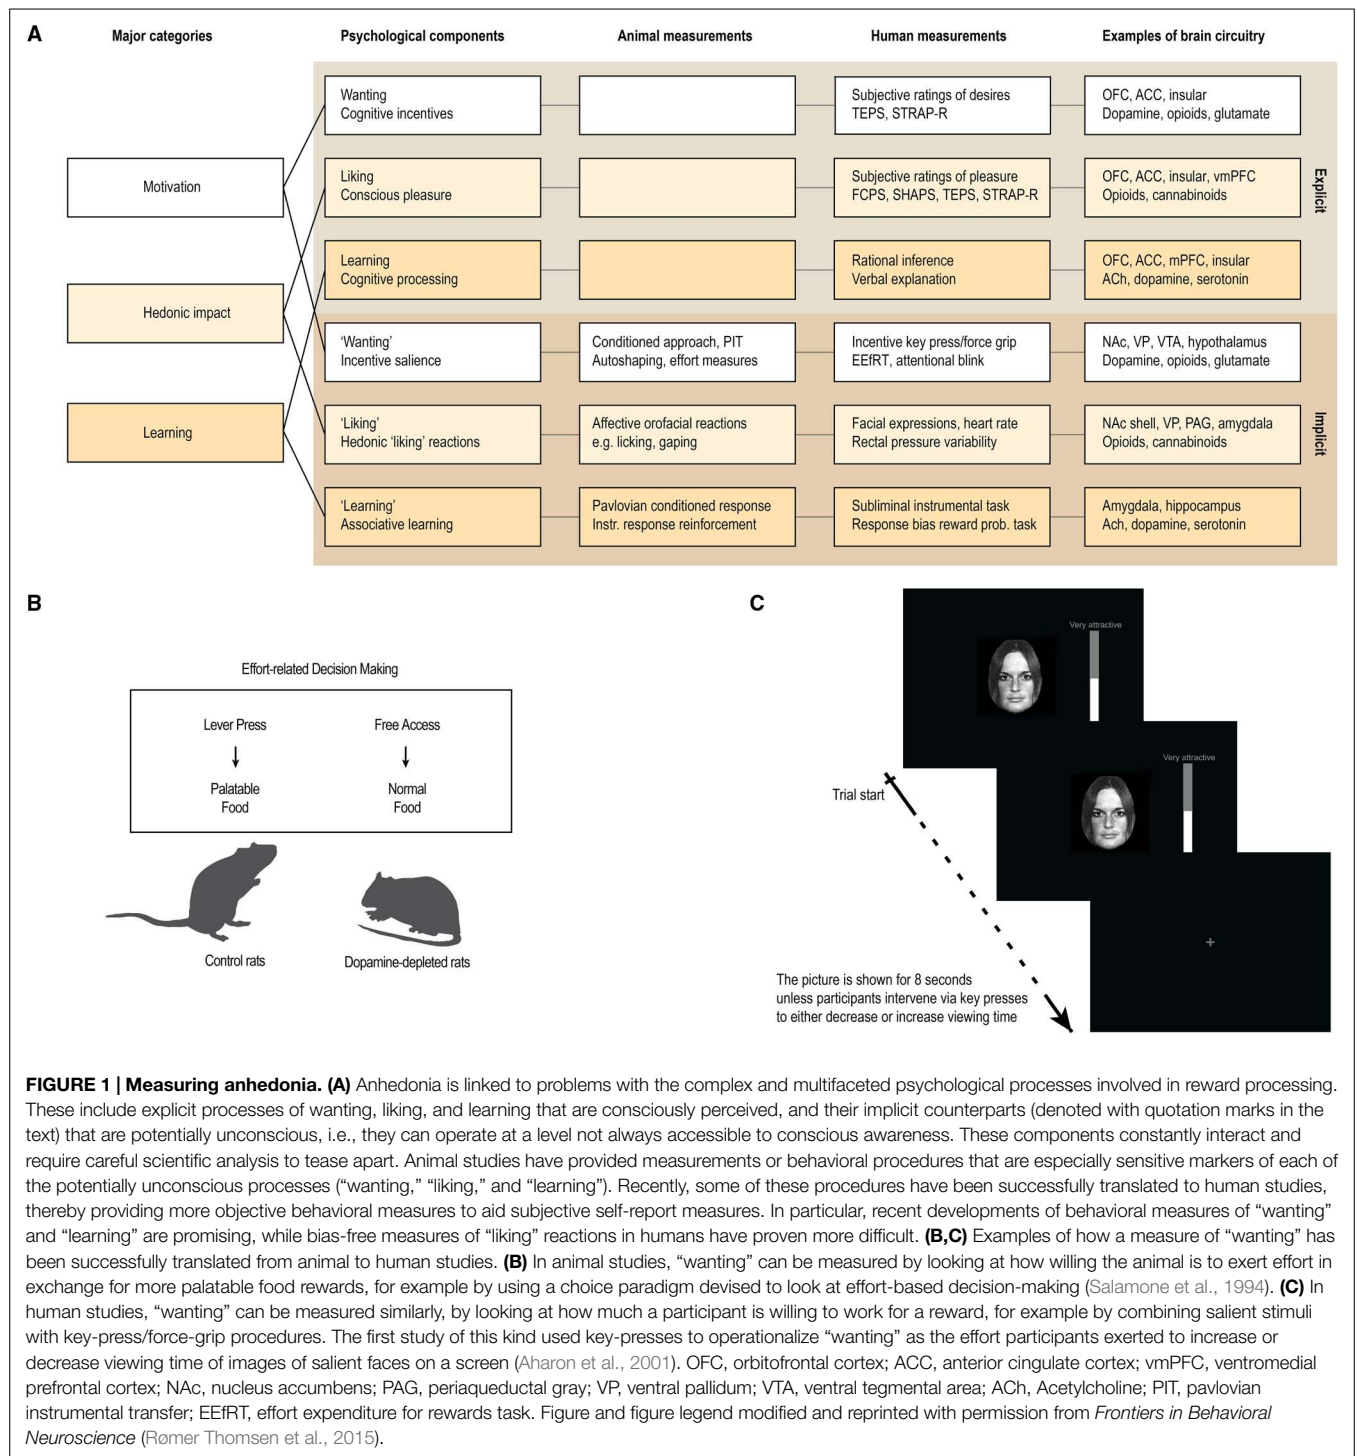 A
Major categories
Psychological components
Animal measurements
Human measurements
Examples of brain circuitry
Motivation
Hedonic impact
Learning
Wanting
Cognitive incentives
Subjective ratings of desires
TEPS, STRAP-R
OFC, ACC, insular
Dopamine, opioids, glutamate
Liking
Conscious pleasure
Subjective ratings of pleasure
FCPS, SHAPS, TEPS, STRAP-R
OFC, ACC, insular, vmPFC
Opioids, cannabinoids
Learning
Cognitive processing
Rational inference
Verbal explanation
OFC, ACC, mPFC, insular
ACh, dopamine, serotonin
Explicit
‘Wanting’
Incentive salience
Conditioned approach, PIT
Autoshaping, effort measures
Incentive key press/force grip
EEfRT, attentional blink
NAc, VP, VTA, hypothalamus
Dopamine, opioids, glutamate
‘Liking’
Hedonic ‘liking’ reactions
Affective orofacial reactions
e.g. licking, gaping
Facial expressions, heart rate
Rectal pressure variability
NAc shell, VP, PAG, amygdala
Opioids, cannabinoids
‘Learning’
Associative learning
Pavlovian conditioned response
Instr. response reinforcement
Subliminal instrumental task
Response bias reward prob. task
Amygdala, hippocampus
Ach, dopamine, serotonin
Implicit
B
Effort-related Decision Making
Lever Press
Free Access
Palatable
Food
Normal
Food
Control rats
Dopamine-depleted rats
C
Very attractive
Very attractive
Trial start
The picture is shown for 8 seconds
unless participants intervene via key presses
to either decrease or increase viewing time
FIGURE 1 | Measuring anhedonia. (A) Anhedonia is linked to problems with the complex and multifaceted psychological processes involved in reward processing.
These include explicit processes of wanting, liking, and learning that are consciously perceived, and their implicit counterparts (denoted with quotation marks in the
text) that are potentially unconscious, i.e., they can operate at a level not always accessible to conscious awareness. These components constantly interact and
require careful scientific analysis to tease apart. Animal studies have provided measurements or behavioral procedures that are especially sensitive markers of each of
the potentially unconscious processes (“wanting,” “liking,” and “learning”). Recently, some of these procedures have been successfully translated to human studies,
thereby providing more objective behavioral measures to aid subjective self-report measures. In particular, recent developments of behavioral measures of “wanting”
and “learning” are promising, while bias-free measures of “liking” reactions in humans have proven more difficult. (B,C) Examples of how a measure of “wanting” has
been successfully translated from animal to human studies. (B) In animal studies, “wanting” can be measured by looking at how willing the animal is to exert effort in
exchange for more palatable food rewards, for example by using a choice paradigm devised to look at effort-based decision-making (Salamone et al., 1994). (C) In
human studies, “wanting” can be measured similarly, by looking at how much a participant is willing to work for a reward, for example by combining salient stimuli
with key-press/force-grip procedures. The first study of this kind used key-presses to operationalize “wanting” as the effort participants exerted to increase or
decrease viewing time of images of salient faces on a screen (Aharon et al., 2001). OFC, orbitofrontal cortex; ACC, anterior cingulate cortex; vmPFC, ventromedial
prefrontal cortex; NAc, nucleus accumbens; PAG, periaqueductal gray; VP, ventral pallidum; VTA, ventral tegmental area; ACh, Acetylcholine; PIT, pavlovian
instrumental transfer; EEfRT, effort expenditure for rewards task. Figure and figure legend modified and reprinted with permission from Frontiers in Behavioral
Neuroscience (Rømer Thomsen et al., 2015).